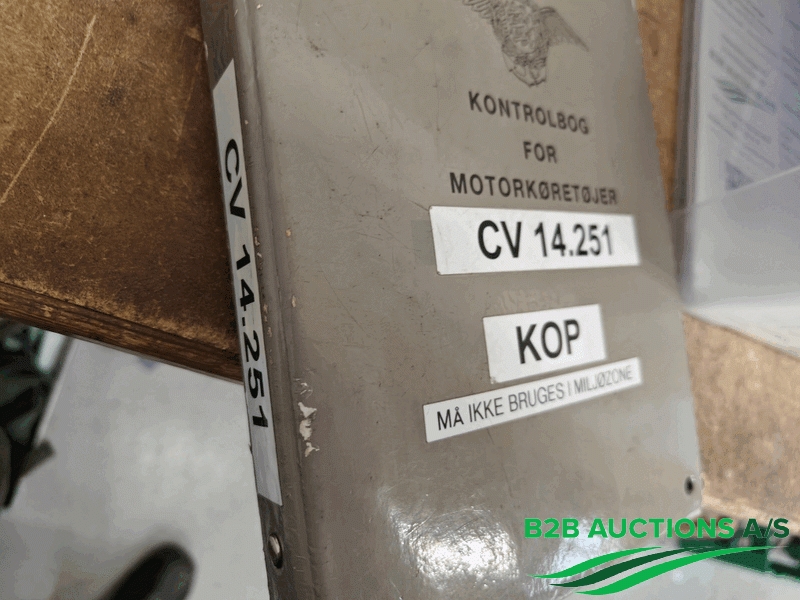 KONTROLBOG
FOR
MOTORKØRETØJER
CV 14.251
KOP
MÅ IKKE BRUGES I MILJØZONE
CV 14.251
B2B AUCTIONS A/S